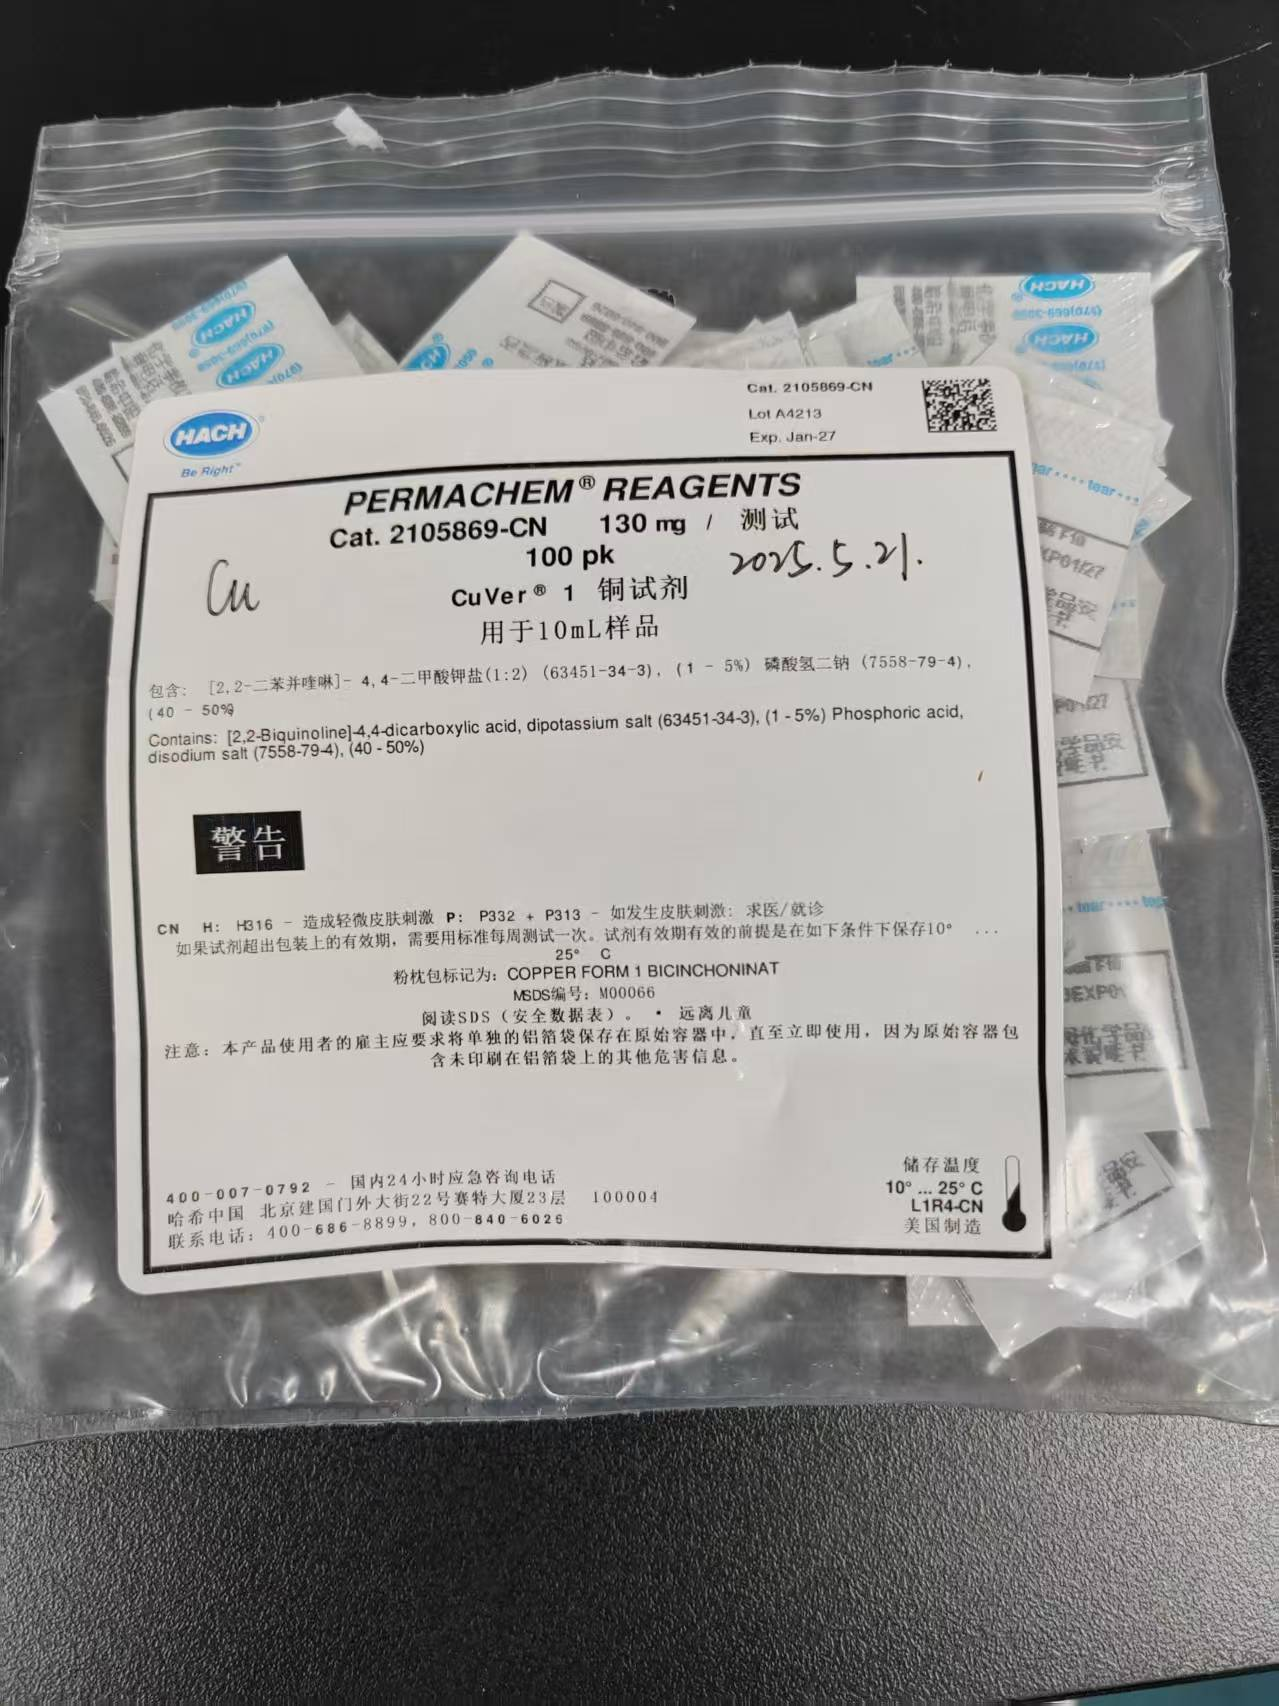 HACH
Be Right™
Cat. 2105869-CN
Lot A4213
Exp. Jan-27
PERMACHEM® REAGENTS
Cat. 2105869-CN 130 mg / 测试
100 pk
2025.5.21.
Cu
CuVer® 1 铜试剂
用于10mL样品
包含: [2,2-二苯并喹啉]- 4,4-二甲酸钾盐(1:2) (63451-34-3), (1 - 5%) 磷酸氢二钠 (7558-79-4),
(40 - 50%)
Contains: [2,2-Biquinoline]-4,4-dicarboxylic acid, dipotassium salt (63451-34-3), (1 - 5%) Phosphoric acid,
disodium salt (7558-79-4), (40 - 50%)
警告
CN H: H316 - 造成轻微皮肤刺激 P: P332 + P313 - 如发生皮肤刺激: 求医/就诊
如果试剂超出包装上的有效期，需要用标准每周测试一次。试剂有效期有效的前提是在如下条件下保存10° ...
25° C
粉枕包标记为: COPPER FORM 1 BICINCHONINAT
MSDS编号: M00066
阅读SDS（安全数据表）。 • 远离儿童
注意: 本产品使用者的雇主应要求将单独的铝箔袋保存在原始容器中，直至立即使用，因为原始容器包
含未印刷在铝箔袋上的其他危害信息。
400-007-0792 - 国内24小时应急咨询电话
哈希中国 北京建国门外大街22号赛特大厦23层 100004
联系电话: 400-686-8899, 800-840-6026
储存温度
10° ... 25° C
L1R4-CN
美国制造
HACH
HACH
HACH
HACH
tear
tear
tear